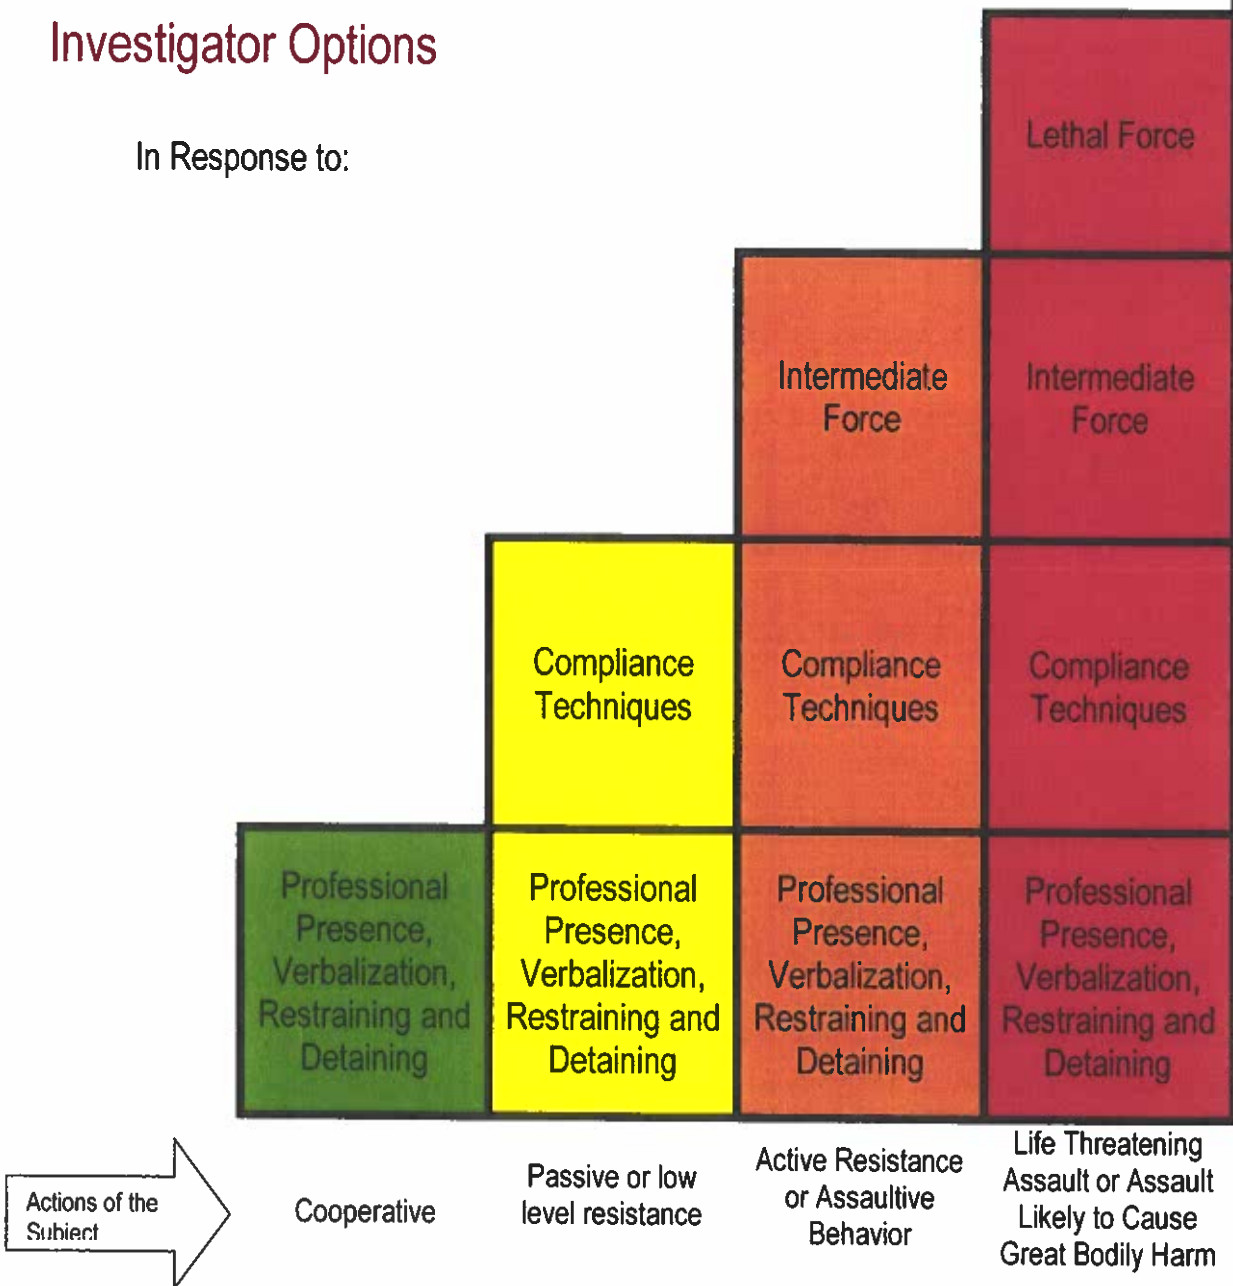 Investigator Options
In Response to:
Lethal Force
Intermediate
Force
Intermediate
Force
Compliance
Techniques
Compliance
Techniques
Compliance
Techniques
Professional
Presence,
Verbalization,
Restraining and
Detaining
Professional
Presence,
Verbalization,
Restraining and
Detaining
Professional
Presence,
Verbalization,
Restraining and
Detaining
Professional
Presence,
Verbalization,
Restraining and
Detaining
Actions of the
Subject
Cooperative
Passive or low
level resistance
Active Resistance
or Assaultive
Behavior
Life Threatening
Assault or Assault
Likely to Cause
Great Bodily Harm